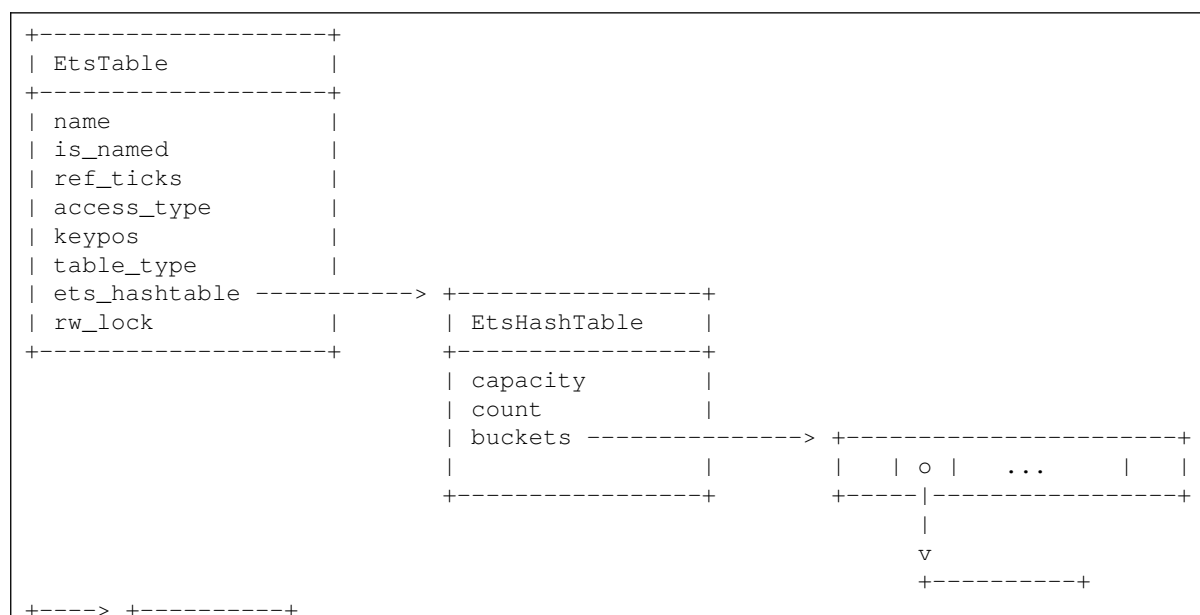 +--------------------+
| EtsTable           |
+--------------------+
| name               |
| is_named           |
| ref_ticks          |
| access_type        |
| keypos             |
| table_type         |
| ets_hashtable -----------> +-----------------+
| rw_lock            |       | EtsHashTable    |
+--------------------+       +-----------------+
                             | capacity        |
                             | count           |
                             | buckets ---------------> +-----------------------+
                             |                 |        |   | o |   ...      |   |
                             +-----------------+        +-----|-----------------+
                                                              |
                                                              v
                                                              +----------+
+----> +----------+